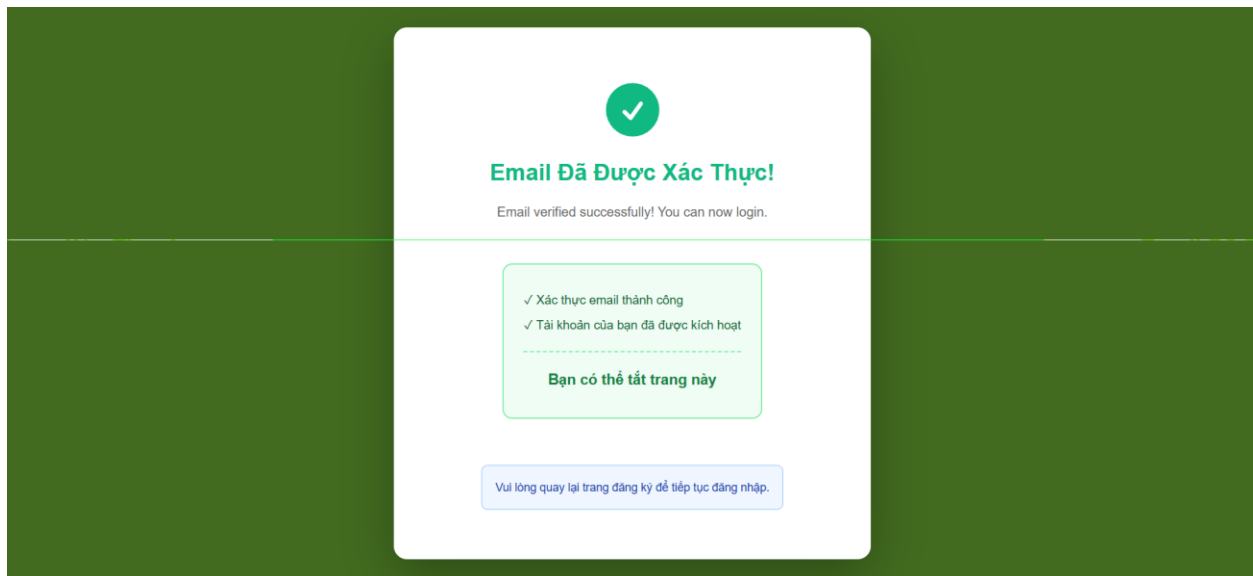 Email Đã Được Xác Thực!
Email verified successfully! You can now login.
✓ Xác thực email thành công
✓ Tài khoản của bạn đã được kích hoạt
Bạn có thể tắt trang này
Vui lòng quay lại trang đăng ký để tiếp tục đăng nhập.